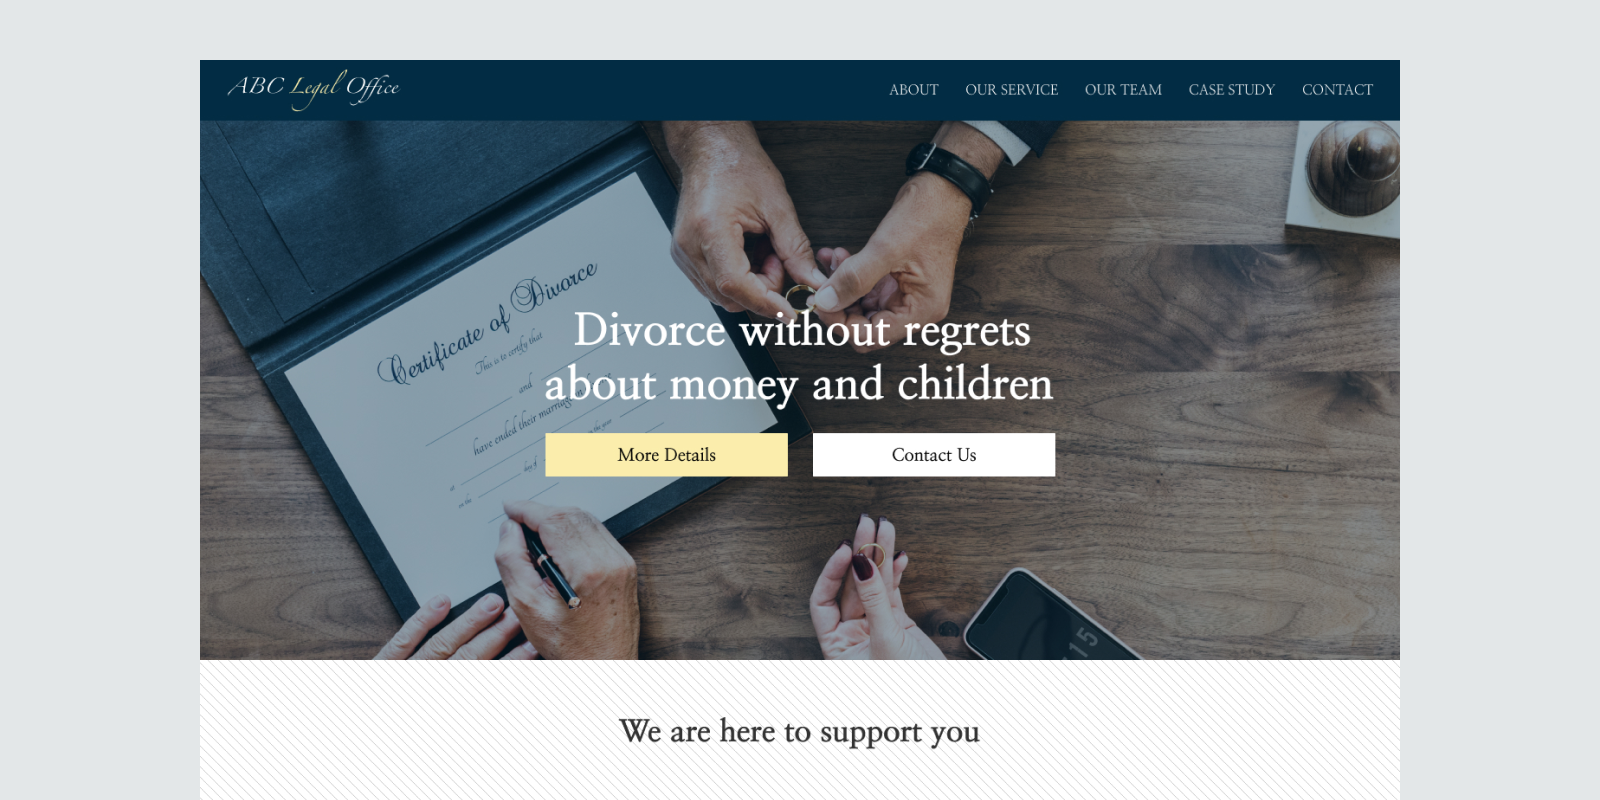 ABC Legal Office
ABOUT OUR SERVICE OUR TEAM CASE STUDY CONTACT
Certificate of Divorce
This is to certify that
and
have ended their marriage
Divorce without regrets
about money and children
More Details
Contact Us
15
We are here to support you